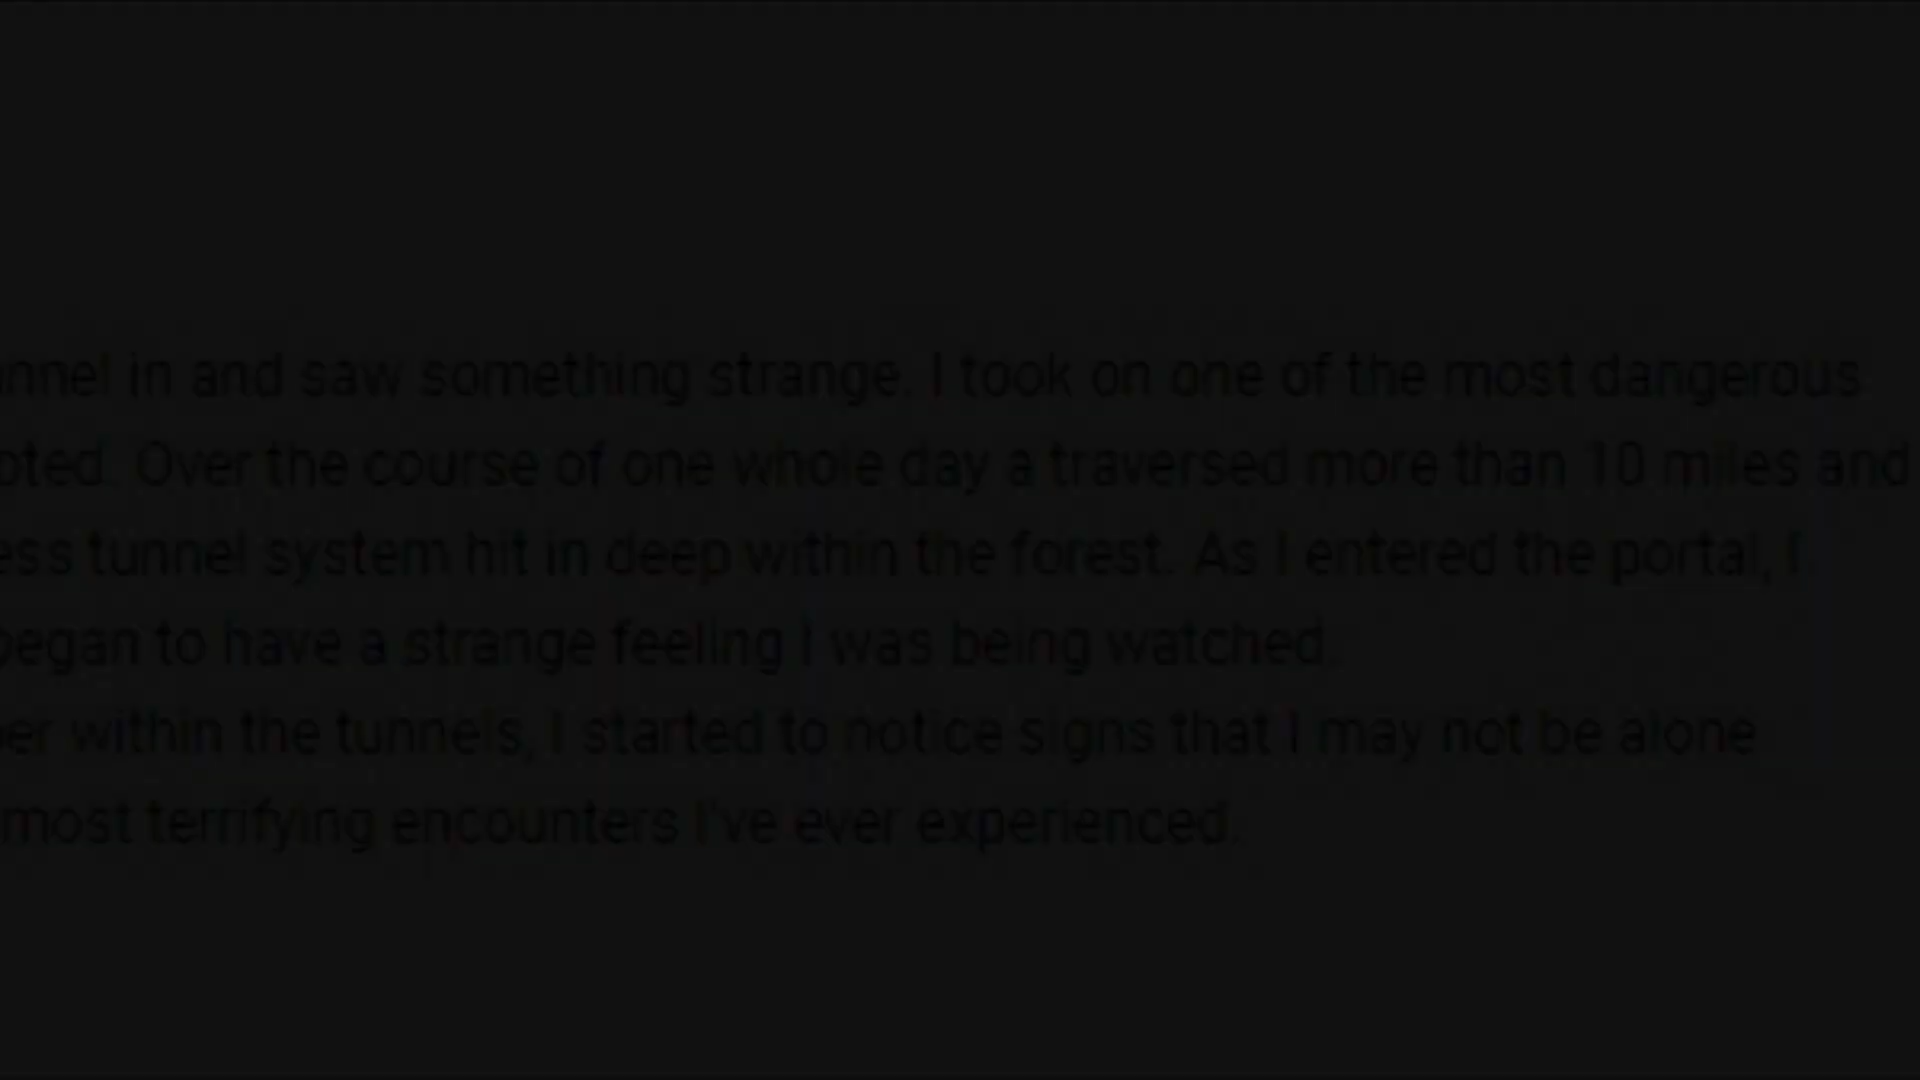 nnel in and saw something strange. I took on one of the most dangerous
oted. Over the course of one whole day a traversed more than 10 miles and
ess tunnel system hit in deep within the forest. As I entered the portal, I
began to have a strange feeling I was being watched.
er within the tunnels, I started to notice signs that I may not be alone
most terrifying encounters I've ever experienced.